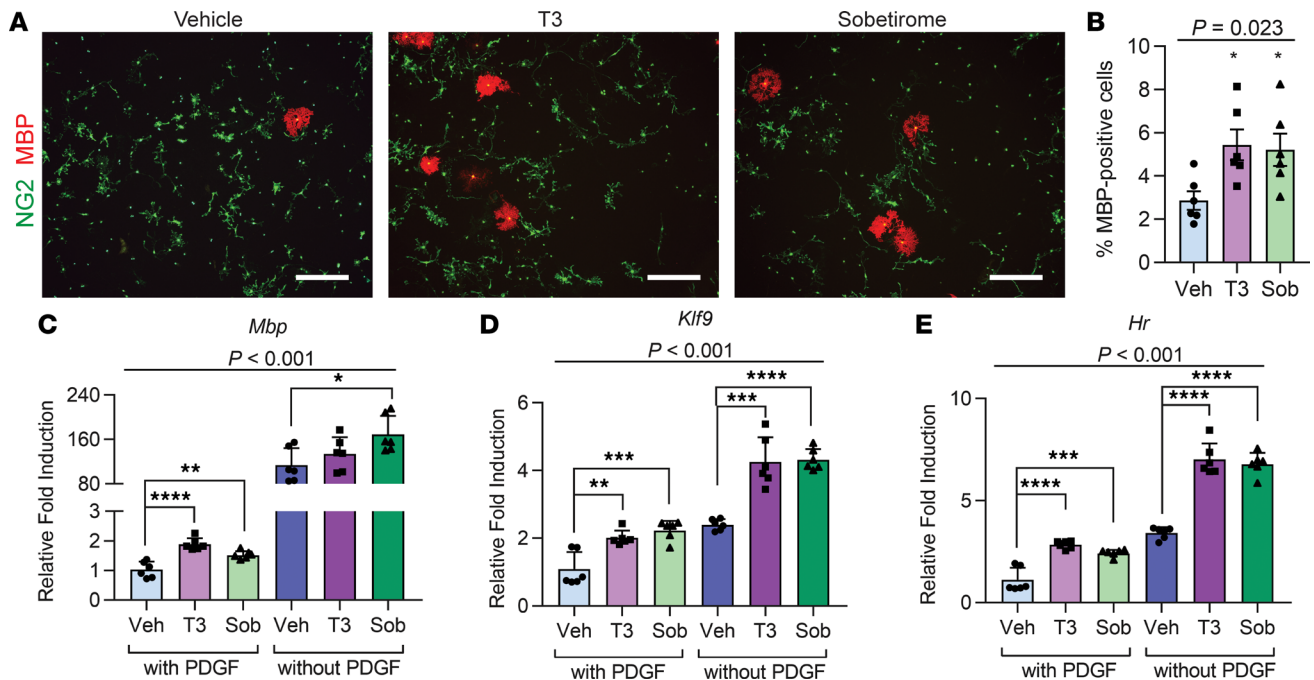 A
Vehicle
T3
Sobetirome
NG2 MBP
B
P = 0.023
* *
% MBP-positive cells
10
8
6
4
2
0
Veh T3 Sob
C
Mbp
P < 0.001
*
**
****
Relative Fold Induction
240
160
80
3
2
1
0
Veh T3 Sob Veh T3 Sob
with PDGF without PDGF
D
Klf9
P < 0.001
****
***
***
**
Relative Fold Induction
6
4
2
0
Veh T3 Sob Veh T3 Sob
with PDGF without PDGF
E
Hr
P < 0.001
****
****
***
****
Relative Fold Induction
10
5
0
Veh T3 Sob Veh T3 Sob
with PDGF without PDGF